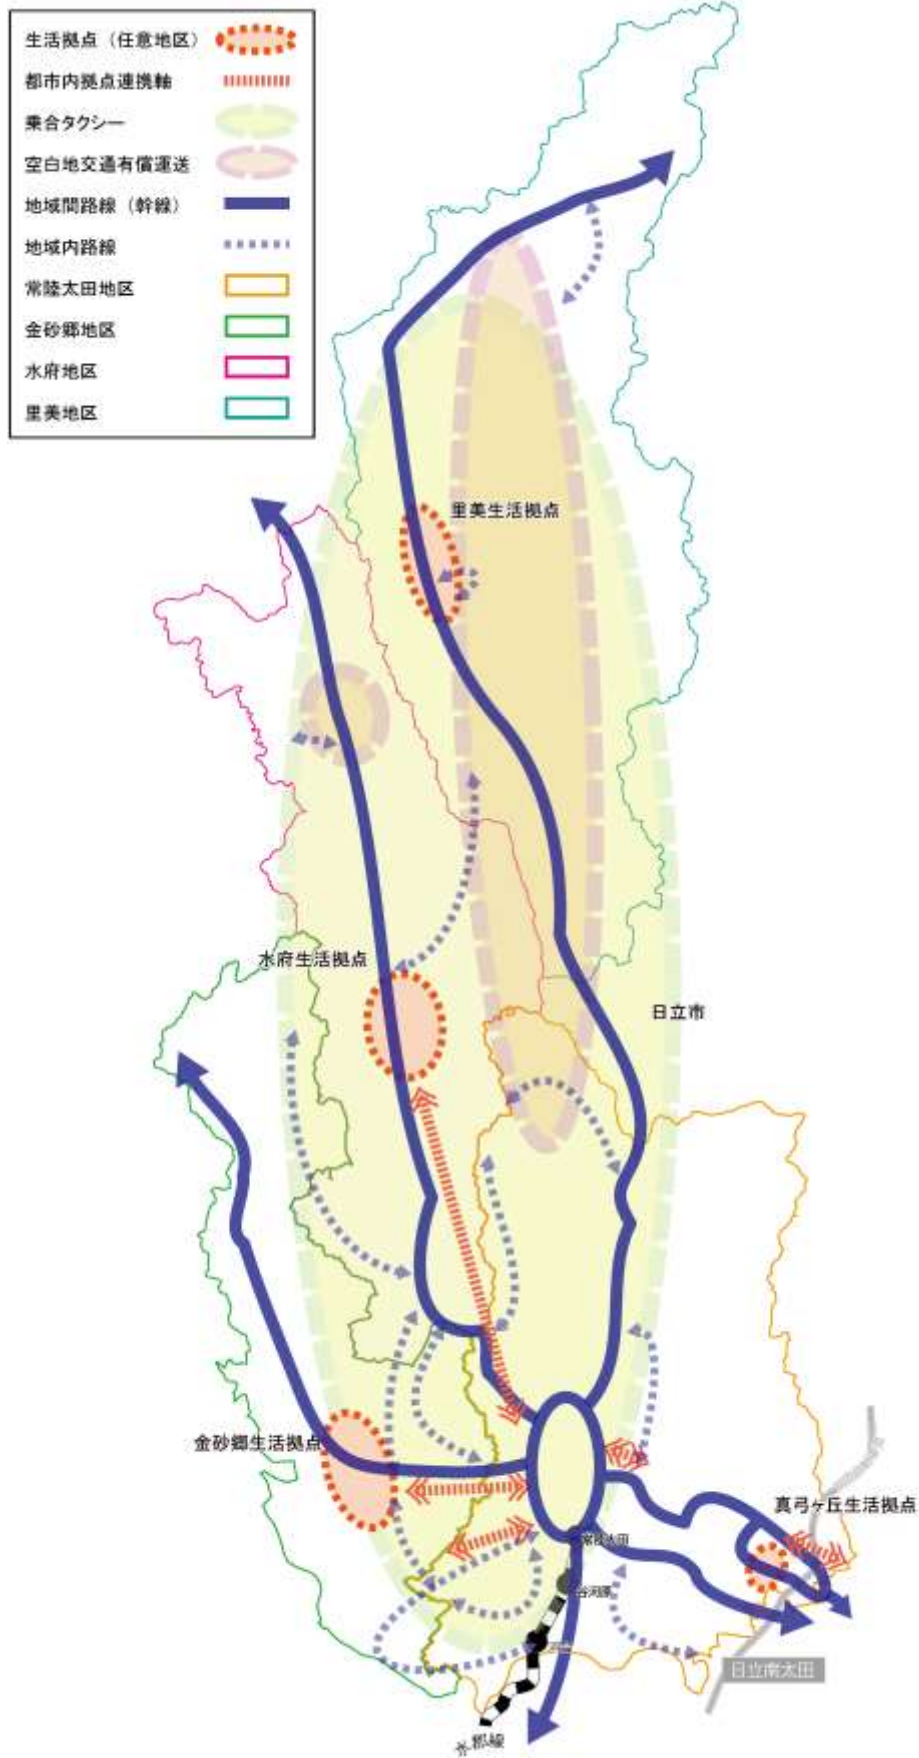 生活拠点（任意地区）
都市内拠点連携軸
乗合タクシー
空白地交通有償運送
地域間路線（幹線）
地域内路線
常陸太田地区
金砂郷地区
水府地区
里美地区
里美生活拠点
水府生活拠点
日立市
金砂郷生活拠点
真弓ヶ丘生活拠点
常陸太田
谷河原
日立南太田
水郡線